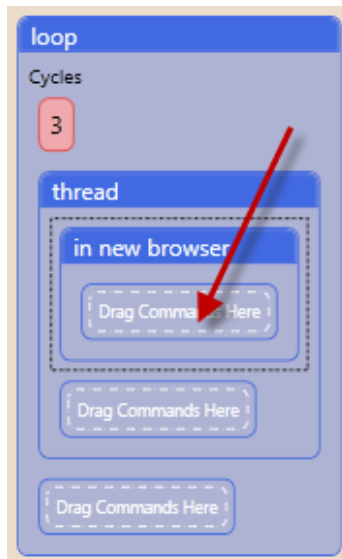 loop
Cycles
3
thread
in new browser
Drag Commands Here
Drag Commands Here
Drag Commands Here